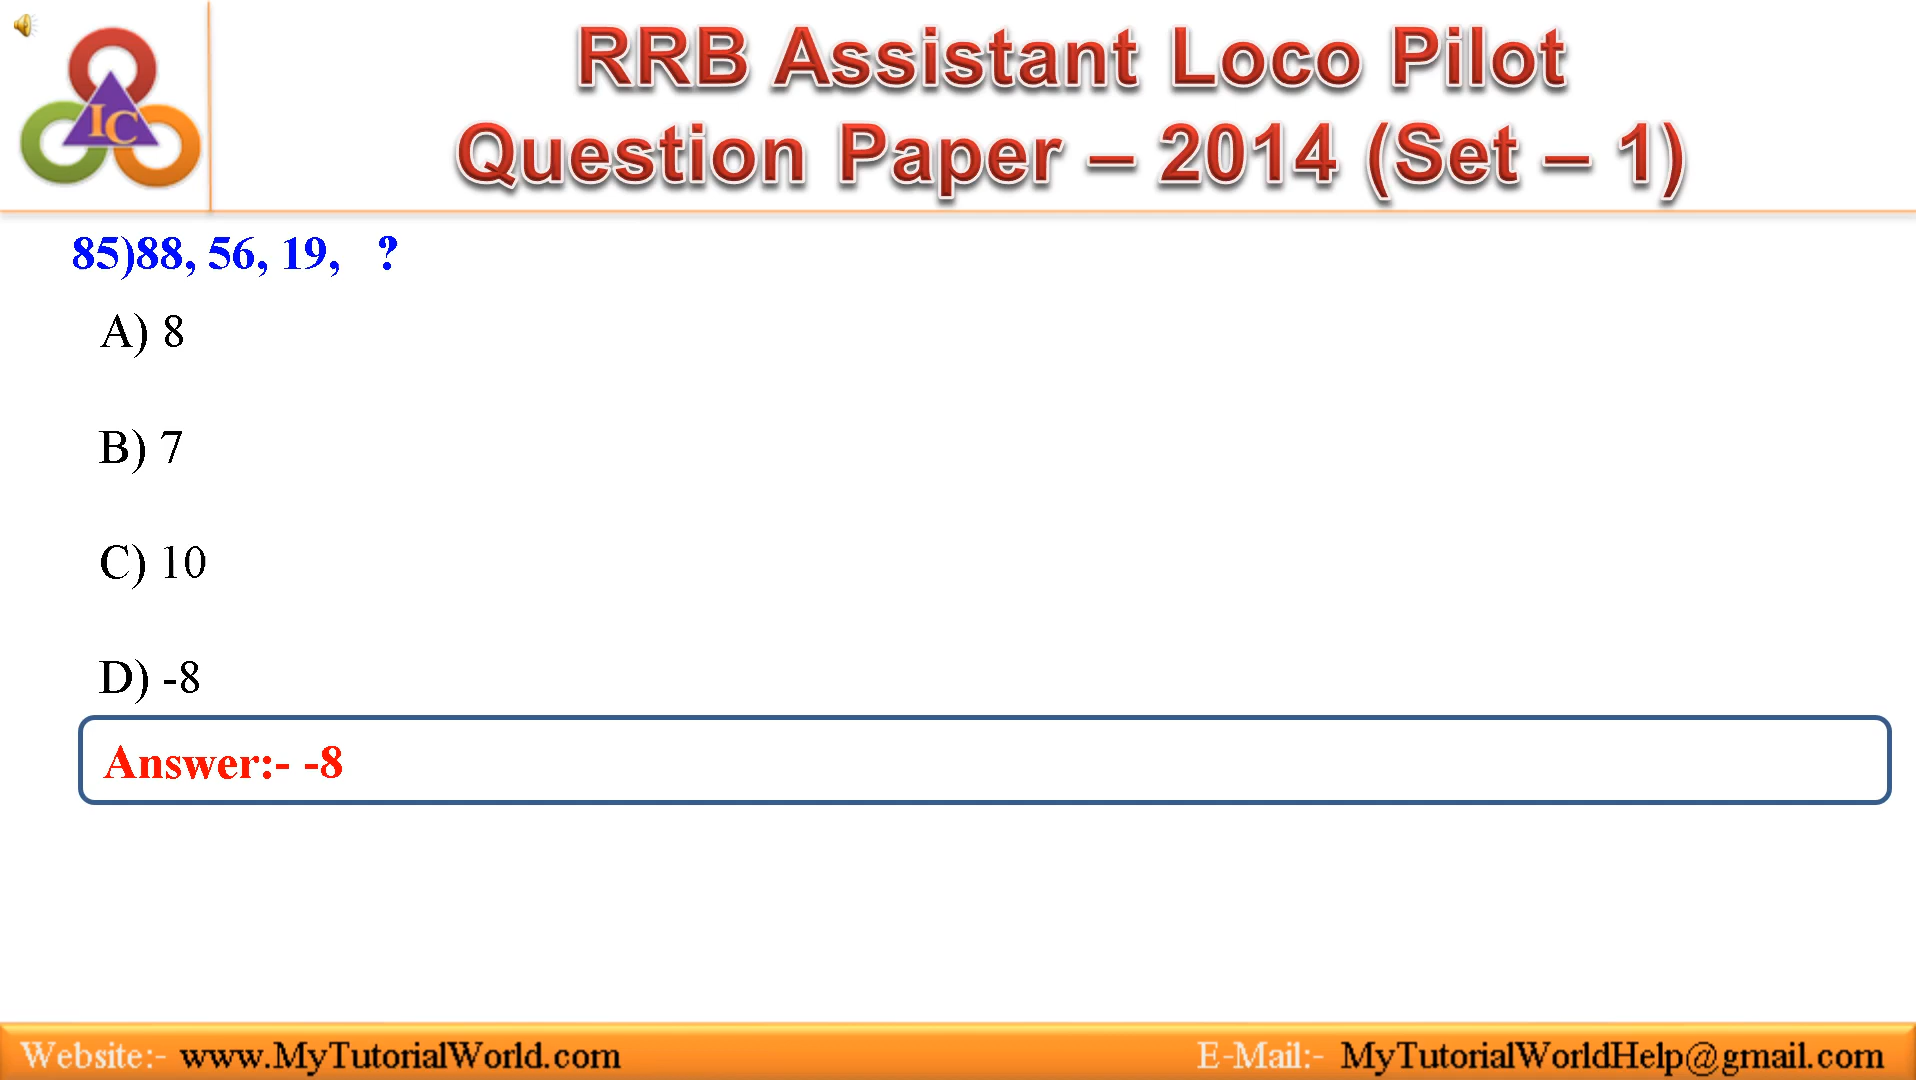 IC
RRB Assistant Loco Pilot
Question Paper – 2014 (Set – 1)
85)88, 56, 19, ?
A) 8
B) 7
C) 10
D) -8
Answer:- -8
Website:- www.MyTutorialWorld.com E-Mail:- MyTutorialWorldHelp@gmail.com